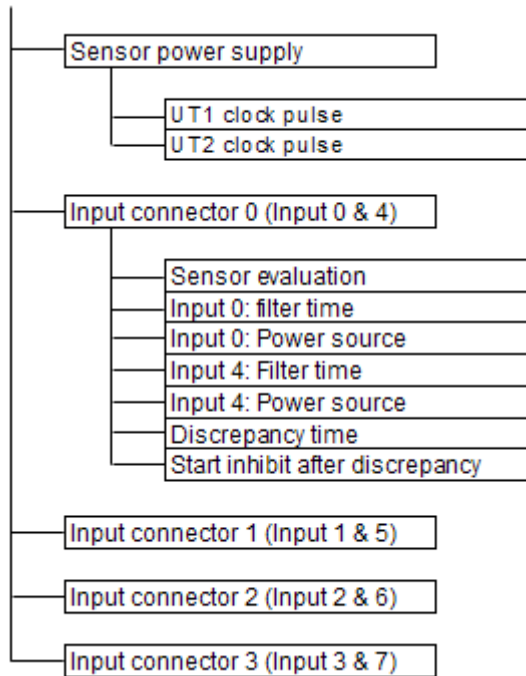 Sensor power supply
UT1 clock pulse
UT2 clock pulse
Input connector 0 (Input 0 & 4)
Sensor evaluation
Input 0: filter time
Input 0: Power source
Input 4: Filter time
Input 4: Power source
Discrepancy time
Start inhibit after discrepancy
Input connector 1 (Input 1 & 5)
Input connector 2 (Input 2 & 6)
Input connector 3 (Input 3 & 7)